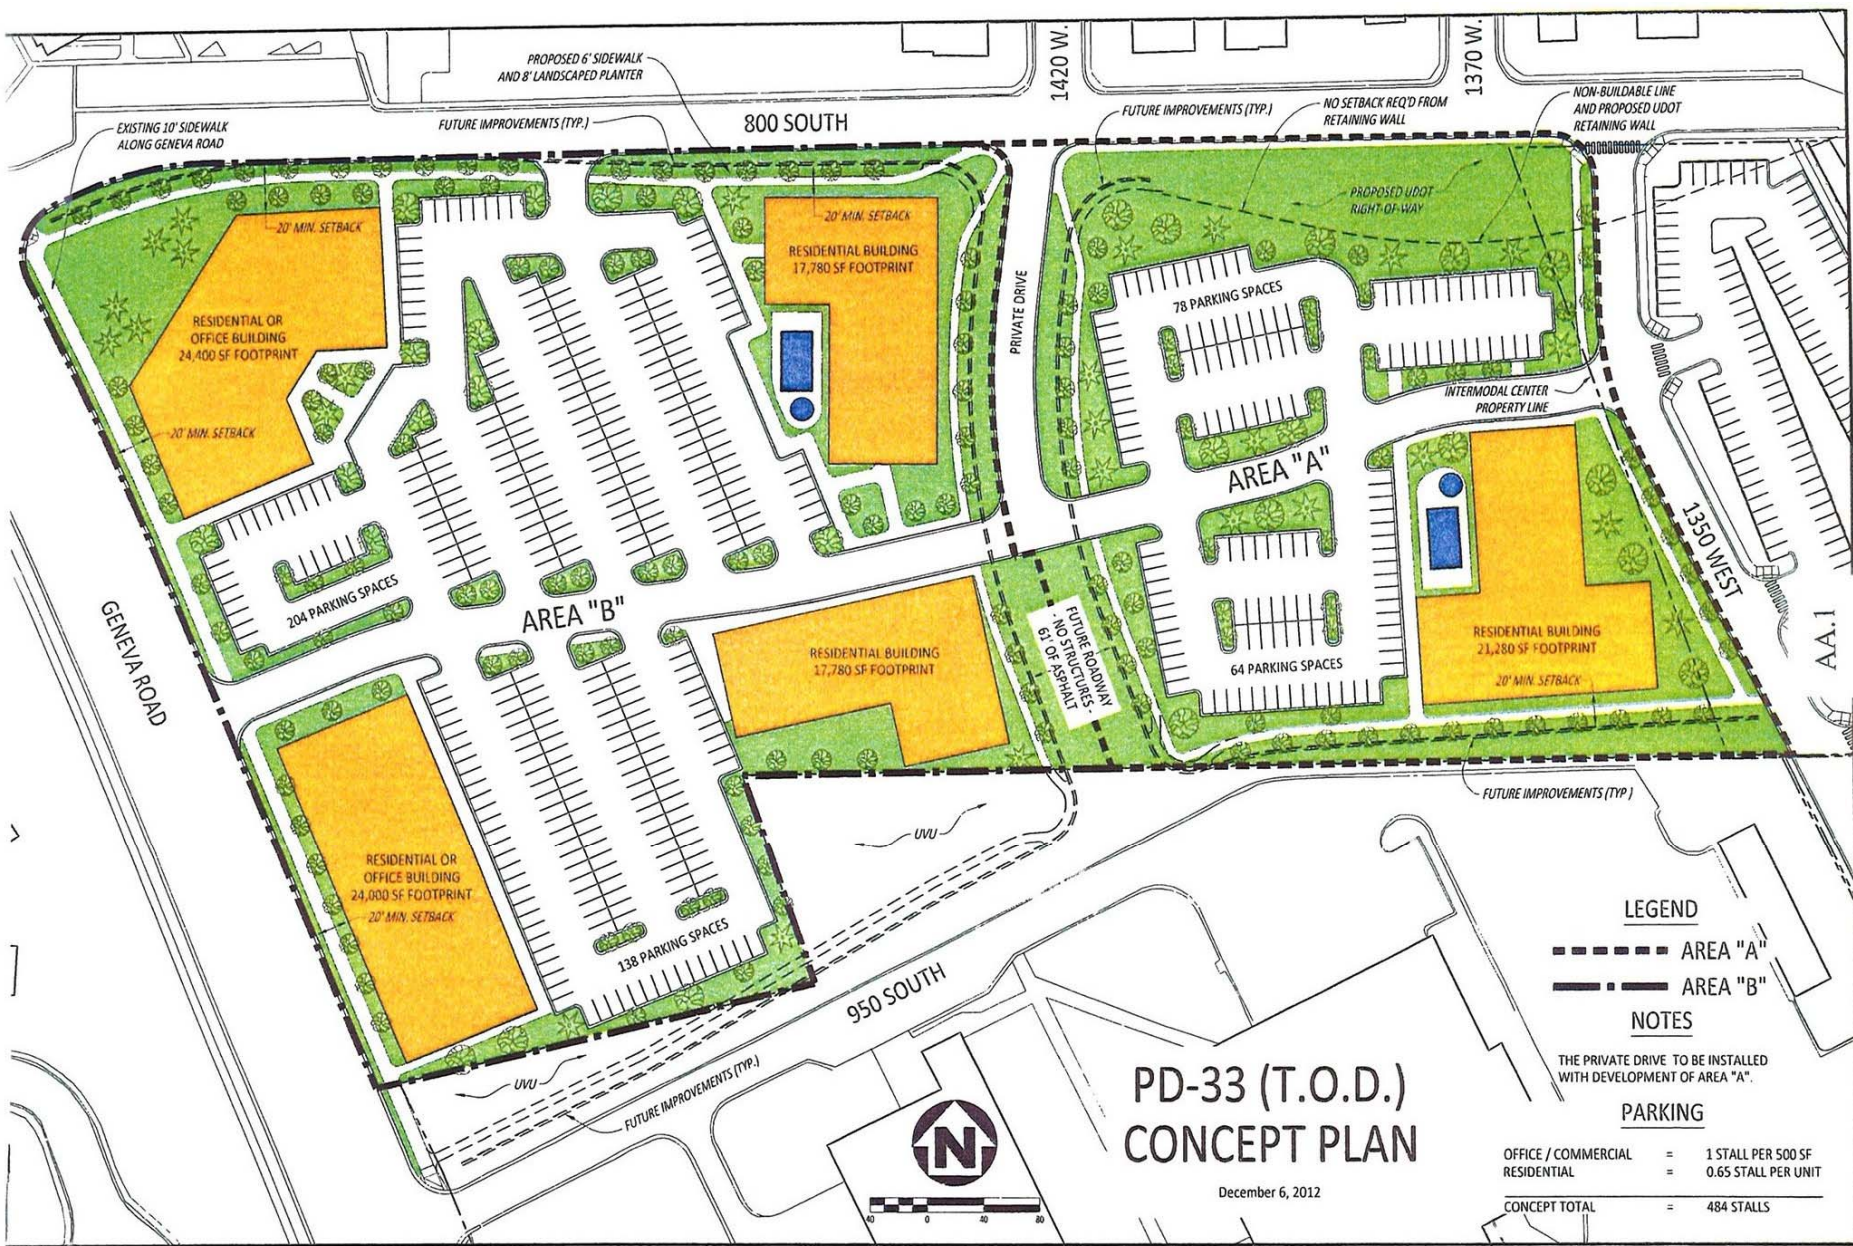 PROPOSED 6' SIDEWALK
AND 8' LANDSCAPED PLANTER
1420 W.
1370 W.
EXISTING 10' SIDEWALK
ALONG GENEVA ROAD
FUTURE IMPROVEMENTS (TYP.)
800 SOUTH
FUTURE IMPROVEMENTS (TYP.)
NO SETBACK REQ'D FROM
RETAINING WALL
NON-BUILDABLE LINE
AND PROPOSED UDOT
RETAINING WALL
PROPOSED UDOT
RIGHT-OF-WAY
20' MIN. SETBACK
20' MIN. SETBACK
RESIDENTIAL BUILDING
17,780 SF FOOTPRINT
PRIVATE DRIVE
78 PARKING SPACES
RESIDENTIAL OR
OFFICE BUILDING
24,400 SF FOOTPRINT
INTERMODAL CENTER
PROPERTY LINE
20' MIN. SETBACK
AREA "A"
1350 WEST
204 PARKING SPACES
AREA "B"
GENEVA ROAD
FUTURE ROADWAY
- NO STRUCTURES -
61' OF ASPHALT
RESIDENTIAL BUILDING
17,780 SF FOOTPRINT
64 PARKING SPACES
RESIDENTIAL BUILDING
21,280 SF FOOTPRINT
20' MIN. SETBACK
AA.1
FUTURE IMPROVEMENTS (TYP.)
UVU
RESIDENTIAL OR
OFFICE BUILDING
24,000 SF FOOTPRINT
20' MIN. SETBACK
138 PARKING SPACES
950 SOUTH
UVU
FUTURE IMPROVEMENTS (TYP.)
LEGEND
AREA "A"
AREA "B"
NOTES
THE PRIVATE DRIVE TO BE INSTALLED
WITH DEVELOPMENT OF AREA "A".
PARKING
OFFICE / COMMERCIAL = 1 STALL PER 500 SF
RESIDENTIAL = 0.65 STALL PER UNIT
CONCEPT TOTAL = 484 STALLS
PD-33 (T.O.D.)
CONCEPT PLAN
December 6, 2012
N
40 0 40 80